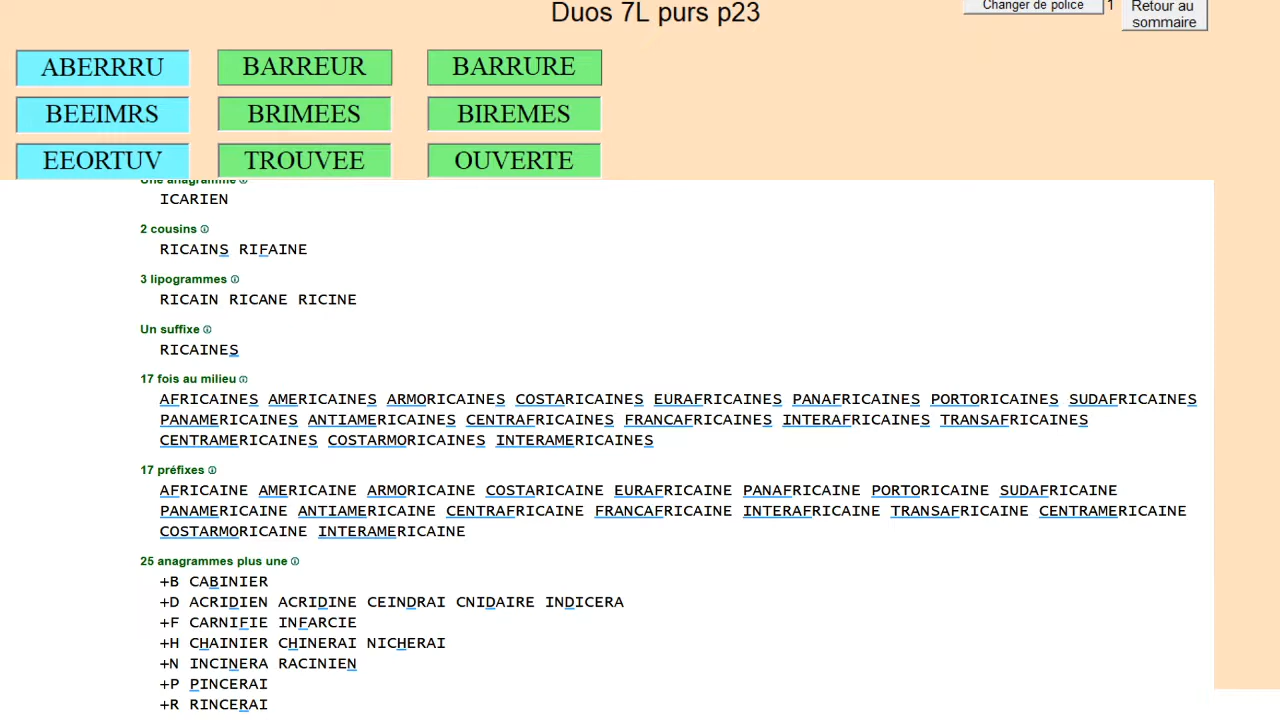 Duos 7L purs p23
Changer de police
1
Retour au
sommaire
ABERRRU BARREUR BARRURE
BEEIMRS BRIMEES BIREMES
EEORTUV TROUVEE OUVERTE
Une anagramme
ICARIEN
2 cousins
RICAINS RIFAINE
3 lipogrammes
RICAIN RICANE RICINE
Un suffixe
RICAINES
17 fois au milieu
AFRICAINES AMERICAINES ARMORICAINES COSTARICAINES EURAFRICAINES PANAFRICAINES PORTORICAINES SUDAFRICAINES
PANAMERICAINES ANTIAMERICAINES CENTRAFRICAINES FRANCAFRICAINES INTERAFRICAINES TRANSAFRICAINES
CENTRAMERICAINES COSTARMORICAINES INTERAMERICAINES
17 préfixes
AFRICAINE AMERICAINE ARMORICAINE COSTARICAINE EURAFRICAINE PANAFRICAINE PORTORICAINE SUDAFRICAINE
PANAMERICAINE ANTIAMERICAINE CENTRAFRICAINE FRANCAFRICAINE INTERAFRICAINE TRANSAFRICAINE CENTRAMERICAINE
COSTARMORICAINE INTERAMERICAINE
25 anagrammes plus une
+B CABINIER
+D ACRIDIEN ACRIDINE CEINDRAI CNIDAIRE INDICERA
+F CARNIFIE INFARCIE
+H CHAINIER CHINERAI NICHERAI
+N INCINERA RACINIEN
+P PINCERAI
+R RINCERAI